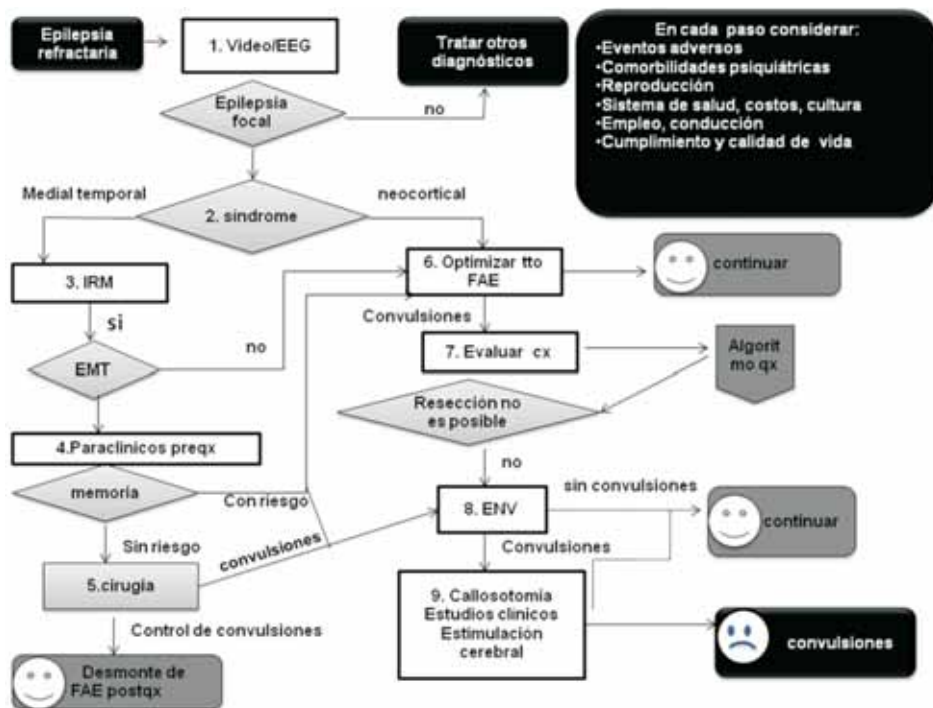 Epilepsia
refractaria
1. Video/EEG
Tratar otros
diagnósticos
En cada paso considerar:
•Eventos adversos
•Comorbilidades psiquiátricas
•Reproducción
•Sistema de salud, costos, cultura
•Empleo, conducción
•Cumplimiento y calidad de vida
Epilepsia
focal
no
Medial temporal
2. síndrome
neocortical
3. IRM
6. Optimizar tto
FAE
continuar
si
Convulsiones
no
7. Evaluar cx
Algorit
mo qx
EMT
Resección no
es posible
4.Paraclínicos preqx
no
memoria
Con riesgo
sin convulsiones
8. ENV
continuar
Sin riesgo
convulsiones
Convulsiones
5.cirugía
9. Callosotomía
Estudios clínicos
Estimulación
cerebral
Control de convulsiones
convulsiones
Desmonte de
FAE postqx